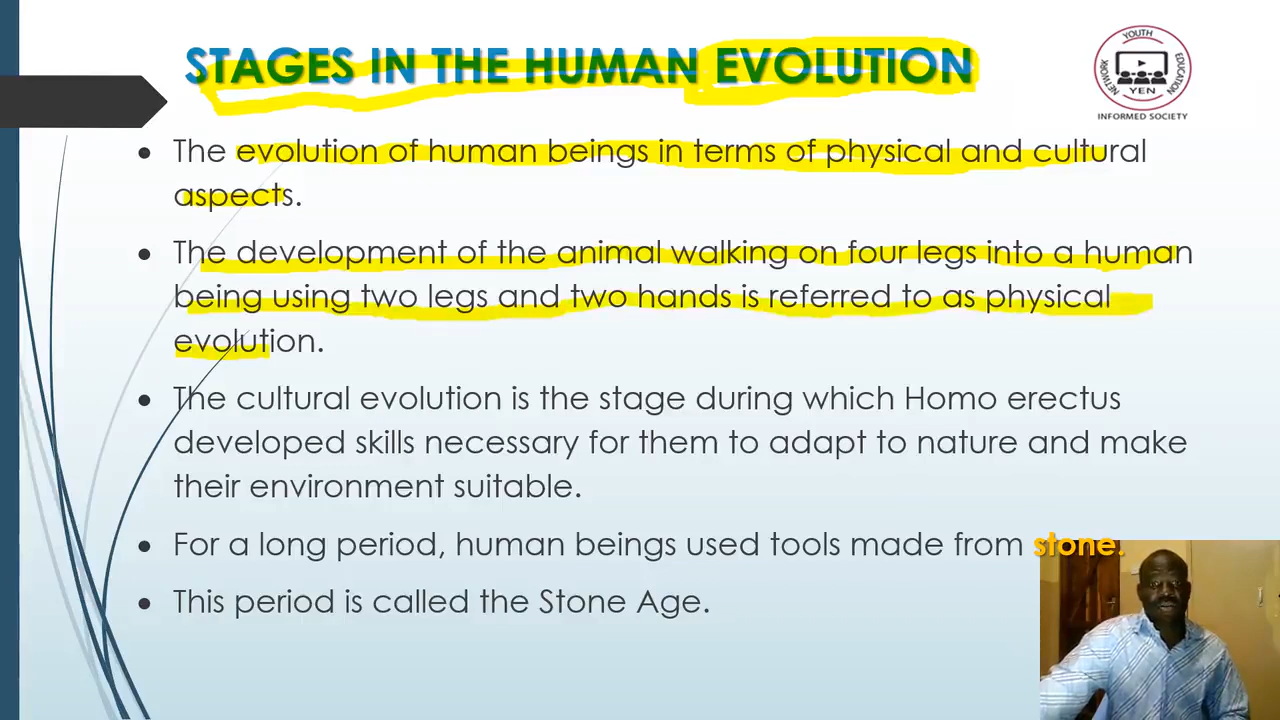 STAGES IN THE HUMAN EVOLUTION
YOUTH
EDUCATION
NETWORK
YEN
INFORMED SOCIETY
• The evolution of human beings in terms of physical and cultural
aspects.
• The development of the animal walking on four legs into a human
being using two legs and two hands is referred to as physical
evolution.
• The cultural evolution is the stage during which Homo erectus
developed skills necessary for them to adapt to nature and make
their environment suitable.
• For a long period, human beings used tools made from stone.
• This period is called the Stone Age.